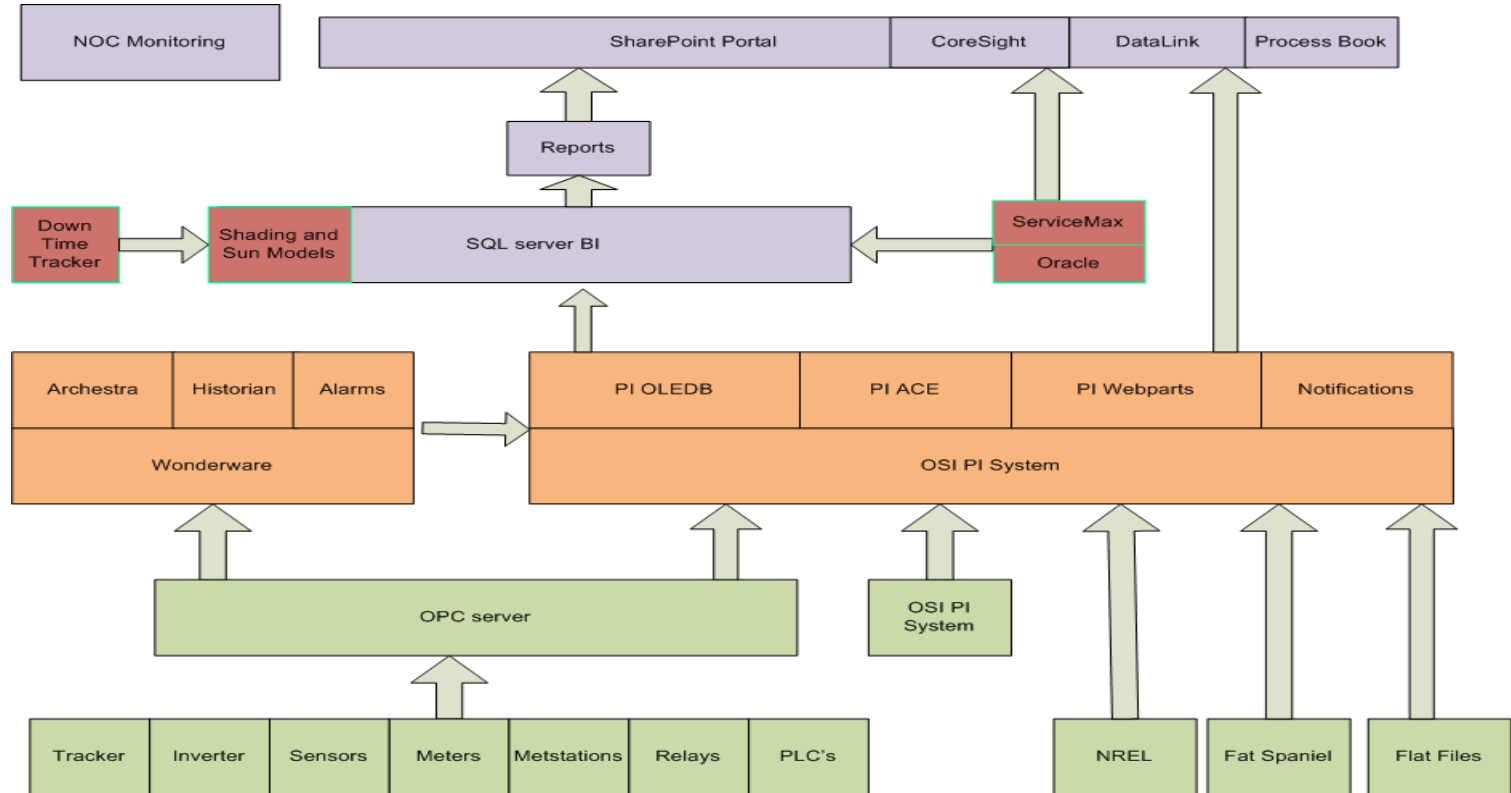 NOC Monitoring
SharePoint Portal
CoreSight
DataLink
Process Book
Reports
Down
Time
Tracker
Shading and
Sun Models
SQL server BI
ServiceMax
Oracle
Archestra
Historian
Alarms
Wonderware
PI OLEDB
PI ACE
PI Webparts
Notifications
OSI PI System
OPC server
OSI PI
System
Tracker
Inverter
Sensors
Meters
Metstations
Relays
PLC's
NREL
Fat Spaniel
Flat Files